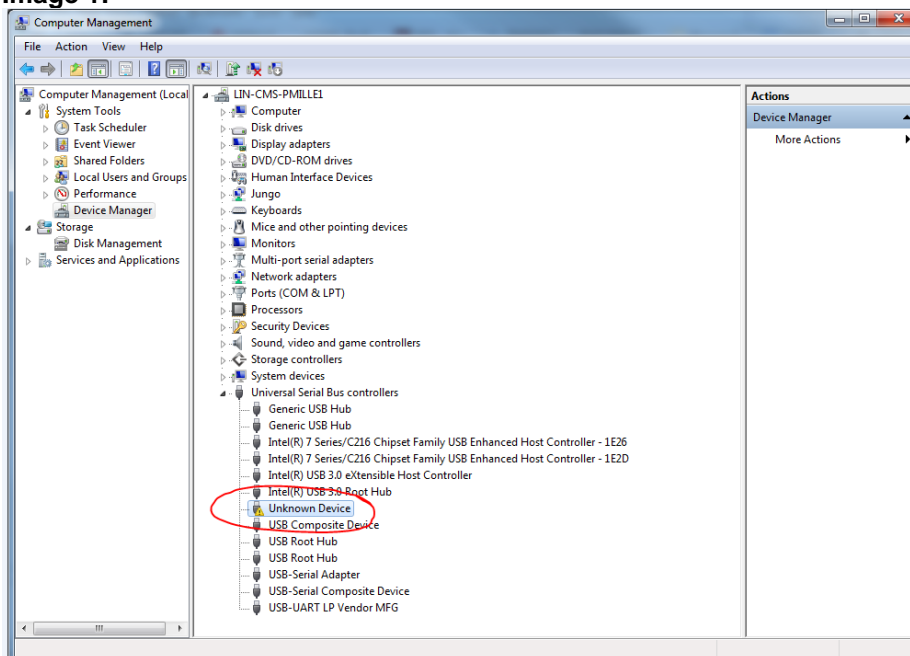 Image 1:
Computer Management
File Action View Help
Computer Management (Local
System Tools
Task Scheduler
Event Viewer
Shared Folders
Local Users and Groups
Performance
Device Manager
Storage
Disk Management
Services and Applications
LIN-CMS-PMILLE1
Computer
Disk drives
Display adapters
DVD/CD-ROM drives
Human Interface Devices
Jungo
Keyboards
Mice and other pointing devices
Monitors
Multi-port serial adapters
Network adapters
Ports (COM & LPT)
Processors
Security Devices
Sound, video and game controllers
Storage controllers
System devices
Universal Serial Bus controllers
Generic USB Hub
Generic USB Hub
Intel(R) 7 Series/C216 Chipset Family USB Enhanced Host Controller - 1E26
Intel(R) 7 Series/C216 Chipset Family USB Enhanced Host Controller - 1E2D
Intel(R) USB 3.0 eXtensible Host Controller
Intel(R) USB 3.0 Root Hub
Unknown Device
USB Composite Device
USB Root Hub
USB Root Hub
USB-Serial Adapter
USB-Serial Composite Device
USB-UART LP Vendor MFG
Actions
Device Manager
More Actions